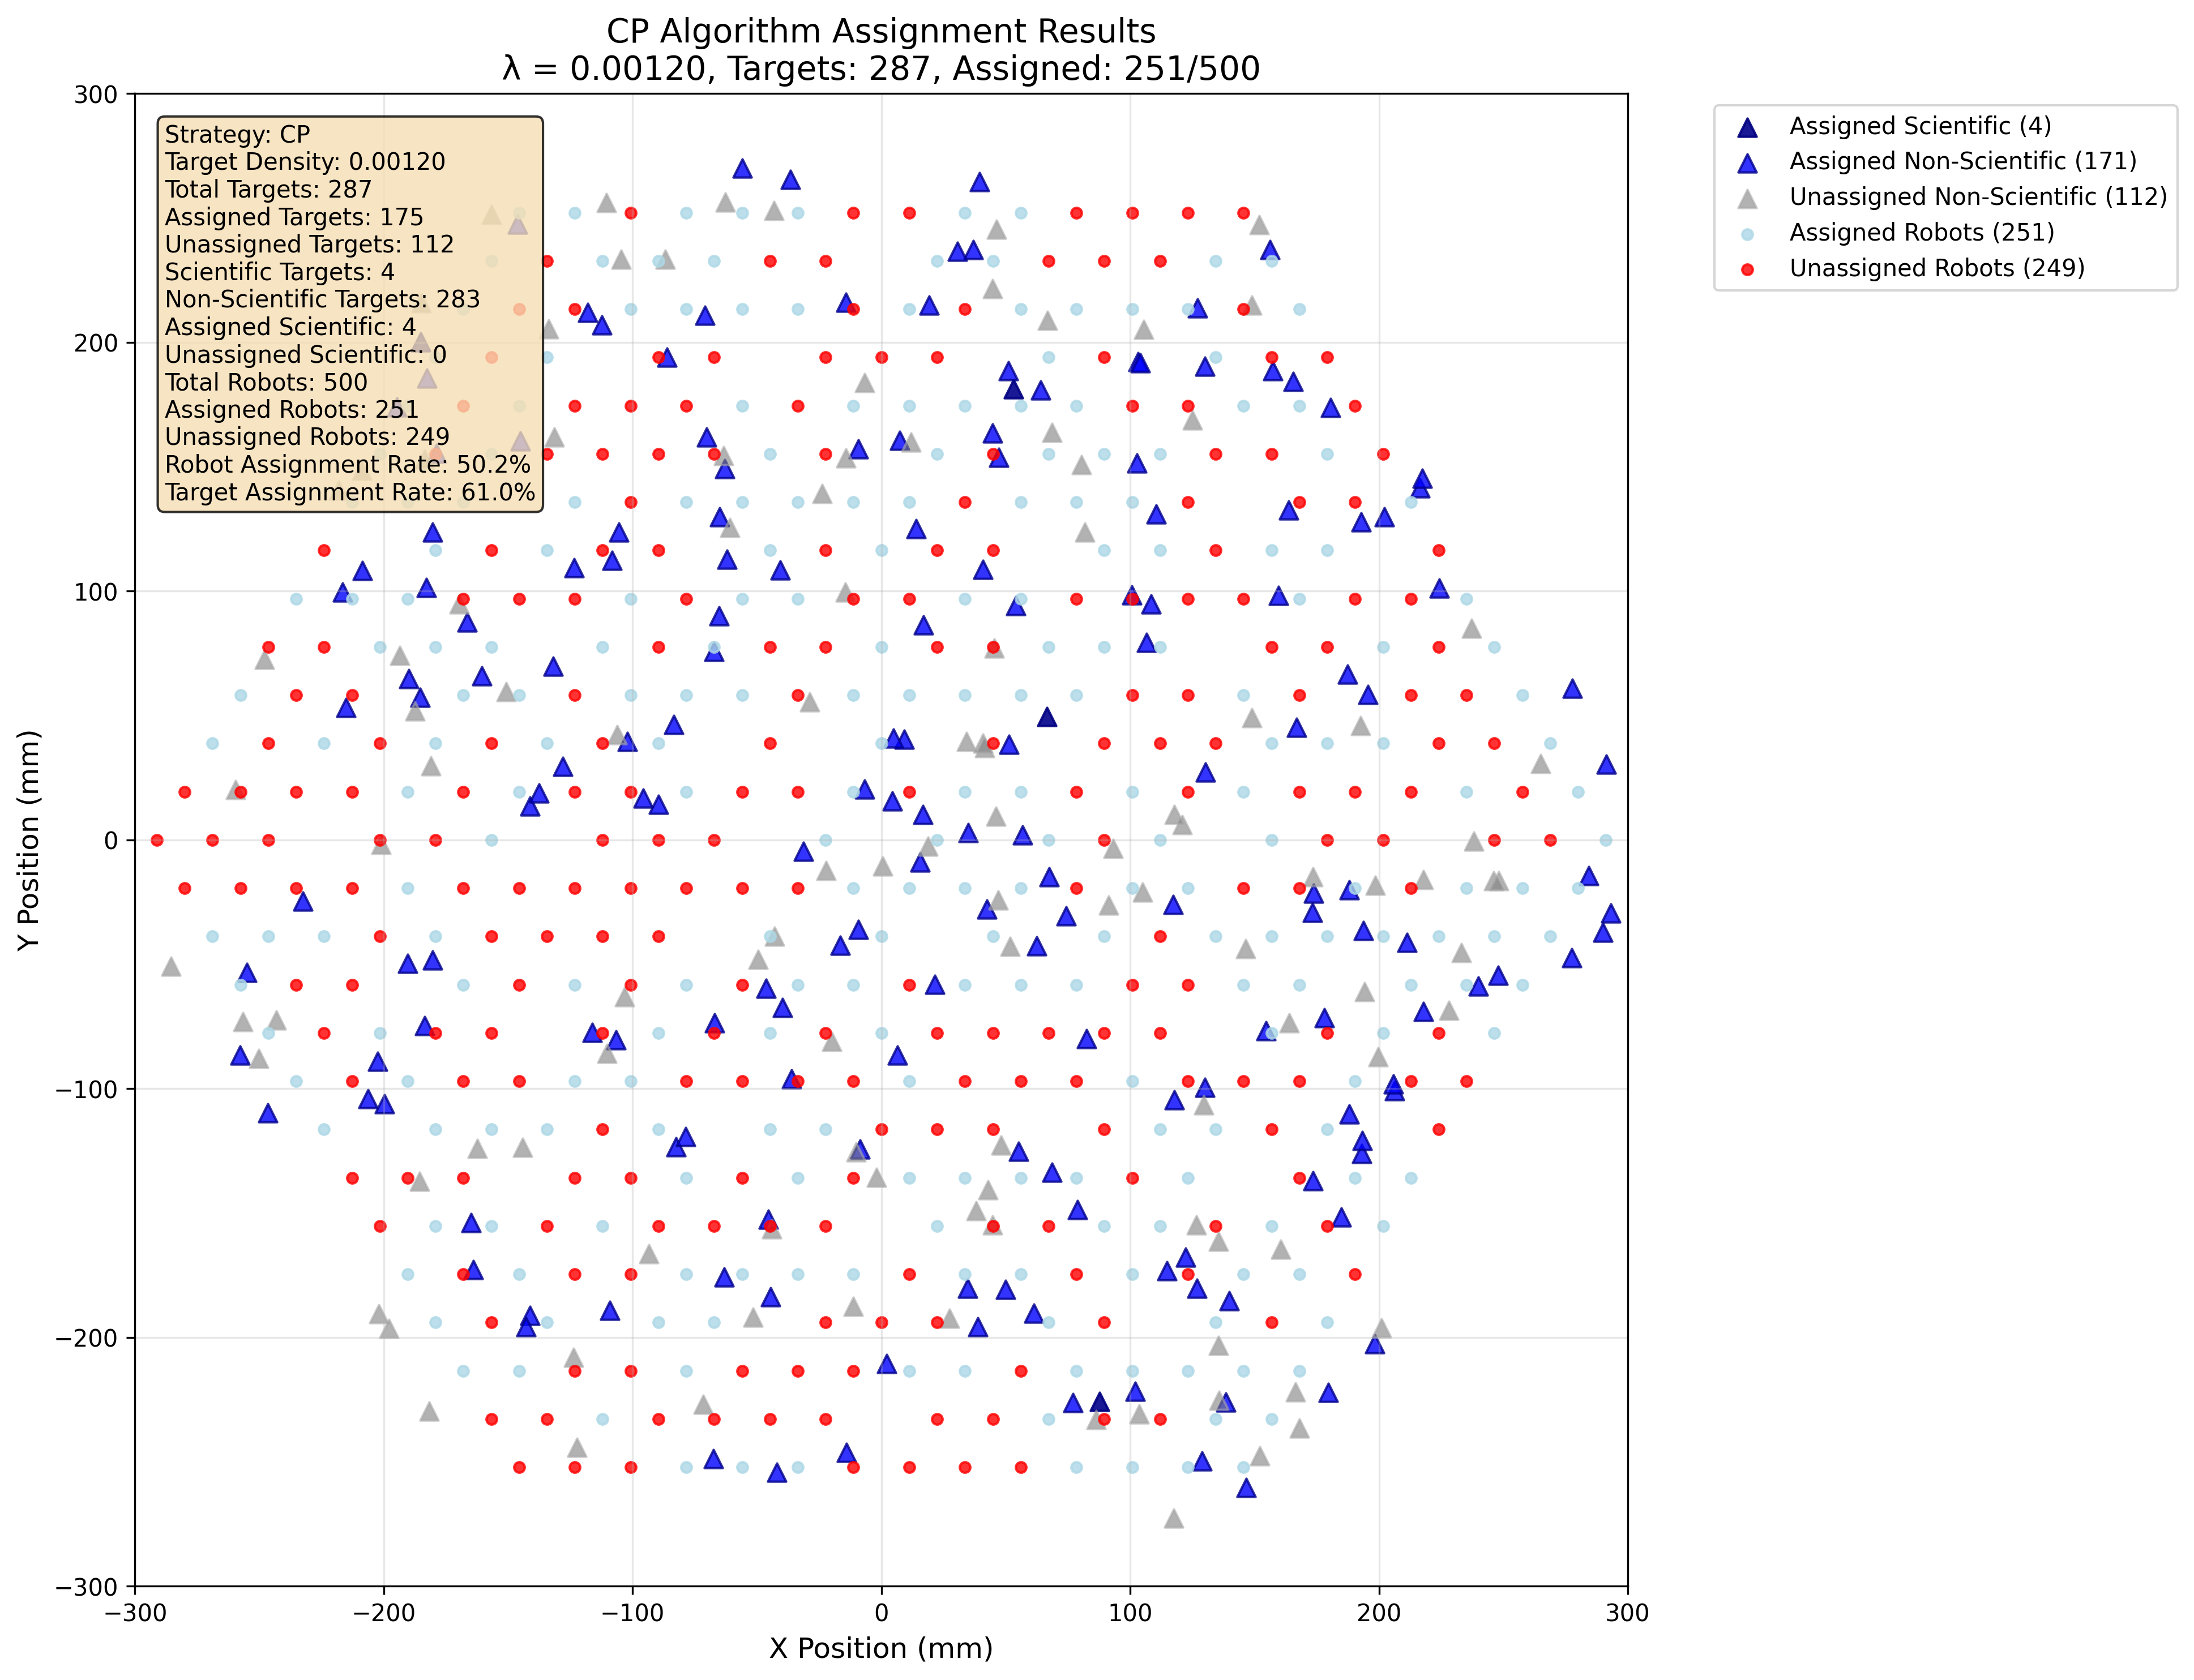 CP Algorithm Assignment Results
λ = 0.00120, Targets: 287, Assigned: 251/500
Strategy: CP
Target Density: 0.00120
Total Targets: 287
Assigned Targets: 175
Unassigned Targets: 112
Scientific Targets: 4
Non-Scientific Targets: 283
Assigned Scientific: 4
Unassigned Scientific: 0
Total Robots: 500
Assigned Robots: 251
Unassigned Robots: 249
Robot Assignment Rate: 50.2%
Target Assignment Rate: 61.0%
Assigned Scientific (4)
Assigned Non-Scientific (171)
Unassigned Non-Scientific (112)
Assigned Robots (251)
Unassigned Robots (249)
Y Position (mm)
300
200
100
0
−100
−200
−300
−300
−200
−100
0
100
200
300
X Position (mm)